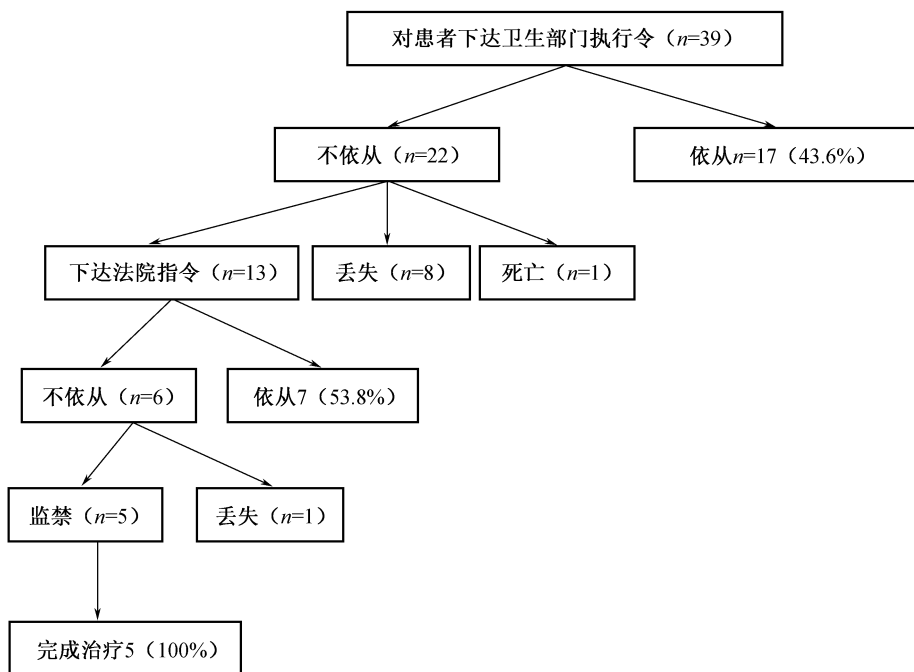 对患者下达卫生部门执行令（n=39）
不依从（n=22）
依从n=17（43.6%）
下达法院指令（n=13）
丢失（n=8）
死亡（n=1）
不依从（n=6）
依从7（53.8%）
监禁（n=5）
丢失（n=1）
完成治疗5（100%）